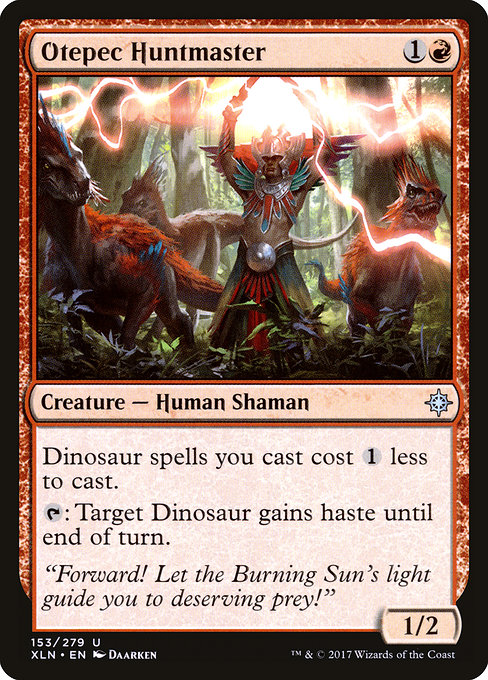 Otepec Huntmaster 1
Creature — Human Shaman
Dinosaur spells you cast cost 1 less
to cast.
: Target Dinosaur gains haste until
end of turn.
“Forward! Let the Burning Sun’s light
guide you to deserving prey!”
1/2
153/279 U
XLN • EN Daarken
™ & © 2017 Wizards of the Coast